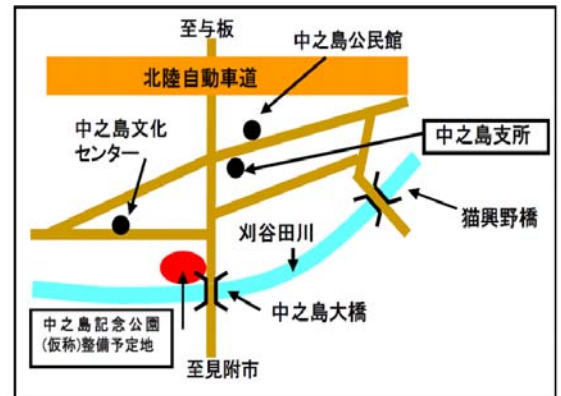 至与板
中之島公民館
北陸自動車道
中之島文化
センター
中之島支所
猫興野橋
刈谷田川
中之島大橋
中之島記念公園
(仮称)整備予定地
至見附市